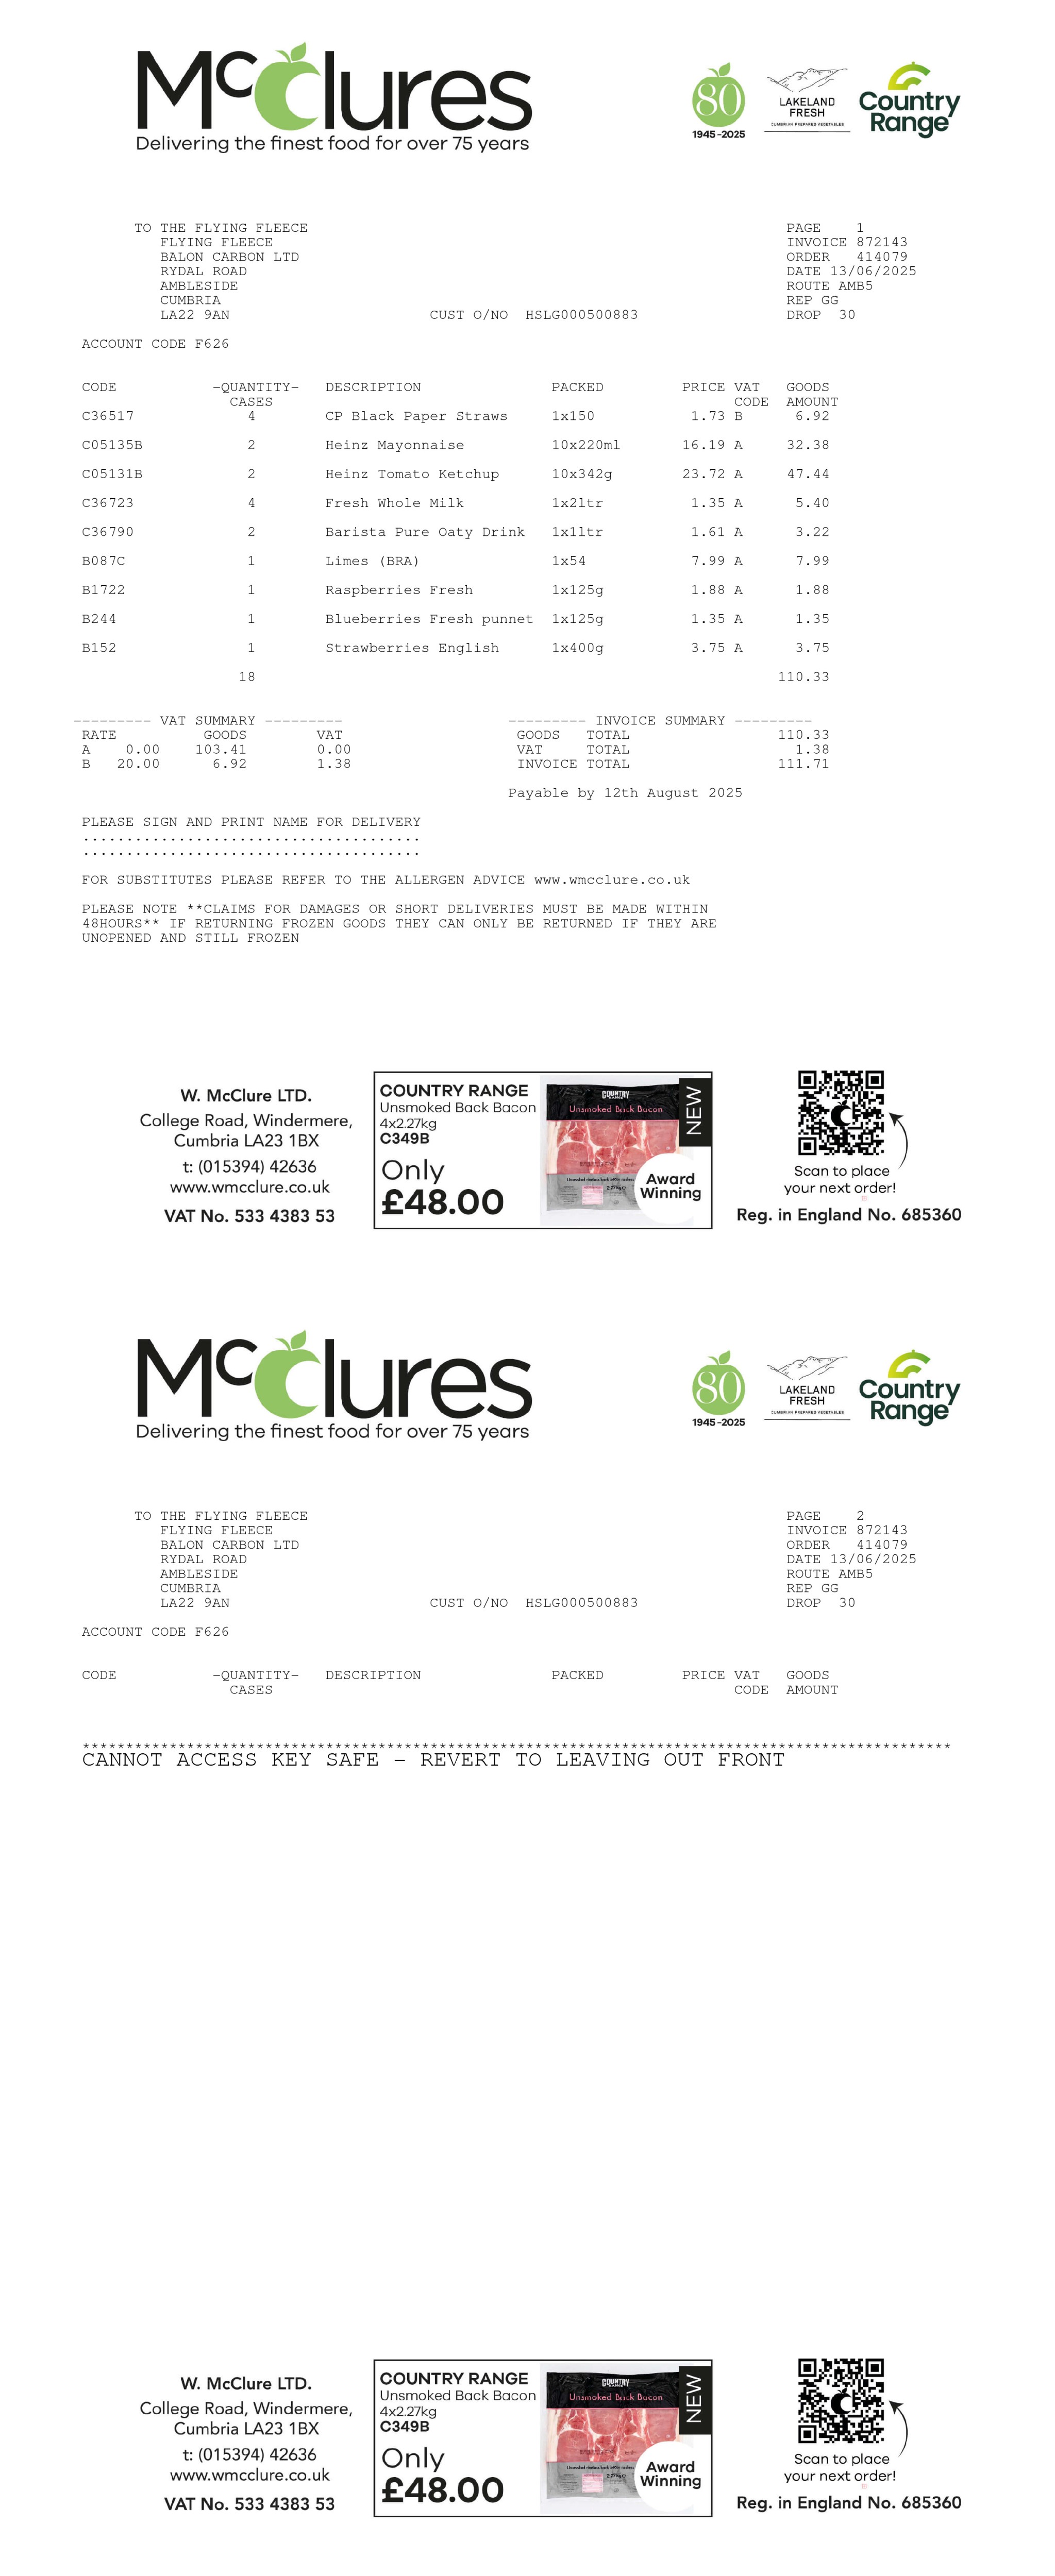 McClures
Delivering the finest food for over 75 years
80
1945-2025
LAKELAND
FRESH
CUMBRIAN PREPARED VEGETABLES
Country
Range
TO THE FLYING FLEECE PAGE 1
FLYING FLEECE INVOICE 872143
BALON CARBON LTD ORDER 414079
RYDAL ROAD DATE 13/06/2025
AMBLESIDE ROUTE AMB5
CUMBRIA REP GG
LA22 9AN CUST O/NO HSLG000500883 DROP 30
ACCOUNT CODE F626
CODE -QUANTITY- DESCRIPTION PACKED PRICE VAT GOODS
CASES CODE AMOUNT
C36517 4 CP Black Paper Straws 1x150 1.73 B 6.92
C05135B 2 Heinz Mayonnaise 10x220ml 16.19 A 32.38
C05131B 2 Heinz Tomato Ketchup 10x342g 23.72 A 47.44
C36723 4 Fresh Whole Milk 1x2ltr 1.35 A 5.40
C36790 2 Barista Pure Oaty Drink 1x1ltr 1.61 A 3.22
B087C 1 Limes (BRA) 1x54 7.99 A 7.99
B1722 1 Raspberries Fresh 1x125g 1.88 A 1.88
B244 1 Blueberries Fresh punnet 1x125g 1.35 A 1.35
B152 1 Strawberries English 1x400g 3.75 A 3.75
18 110.33
--------- VAT SUMMARY --------- --------- INVOICE SUMMARY ---------
RATE GOODS VAT GOODS TOTAL 110.33
A 0.00 103.41 0.00 VAT TOTAL 1.38
B 20.00 6.92 1.38 INVOICE TOTAL 111.71
Payable by 12th August 2025
PLEASE SIGN AND PRINT NAME FOR DELIVERY
.......................................
.......................................
FOR SUBSTITUTES PLEASE REFER TO THE ALLERGEN ADVICE www.wmcclure.co.uk
PLEASE NOTE **CLAIMS FOR DAMAGES OR SHORT DELIVERIES MUST BE MADE WITHIN
48HOURS** IF RETURNING FROZEN GOODS THEY CAN ONLY BE RETURNED IF THEY ARE
UNOPENED AND STILL FROZEN
W. McClure LTD.
College Road, Windermere,
Cumbria LA23 1BX
t: (015394) 42636
www.wmcclure.co.uk
VAT No. 533 4383 53
COUNTRY RANGE
Unsmoked Back Bacon
4x2.27kg
C349B
Only
£48.00
COUNTRY
Unsmoked Back Bacon
NEW
Award
Winning
Scan to place
your next order!
Reg. in England No. 685360
McClures
Delivering the finest food for over 75 years
80
1945-2025
LAKELAND
FRESH
CUMBRIAN PREPARED VEGETABLES
Country
Range
TO THE FLYING FLEECE PAGE 2
FLYING FLEECE INVOICE 872143
BALON CARBON LTD ORDER 414079
RYDAL ROAD DATE 13/06/2025
AMBLESIDE ROUTE AMB5
CUMBRIA REP GG
LA22 9AN CUST O/NO HSLG000500883 DROP 30
ACCOUNT CODE F626
CODE -QUANTITY- DESCRIPTION PACKED PRICE VAT GOODS
CASES CODE AMOUNT
****************************************************************************************************
CANNOT ACCESS KEY SAFE - REVERT TO LEAVING OUT FRONT
W. McClure LTD.
College Road, Windermere,
Cumbria LA23 1BX
t: (015394) 42636
www.wmcclure.co.uk
VAT No. 533 4383 53
COUNTRY RANGE
Unsmoked Back Bacon
4x2.27kg
C349B
Only
£48.00
COUNTRY
Unsmoked Back Bacon
NEW
Award
Winning
Scan to place
your next order!
Reg. in England No. 685360